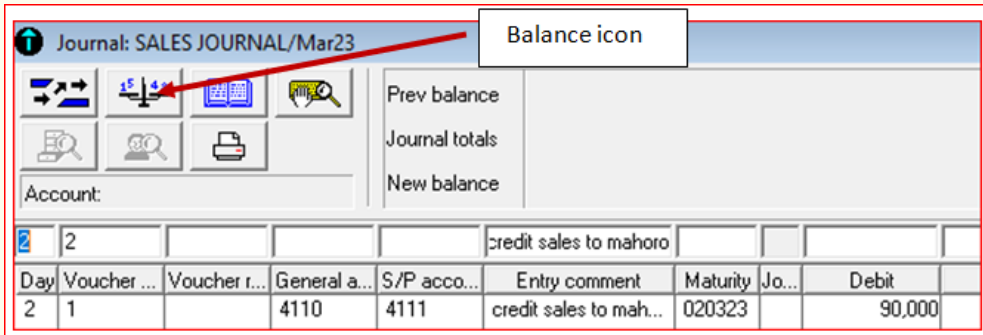 Journal: SALES JOURNAL/Mar23
Balance icon
Prev balance
Journal totals
New balance
Account:
2 2 credit sales to mahoro
Day Voucher ... Voucher r... General a... S/P acco... Entry comment Maturity Jo... Debit
2 1 4110 4111 credit sales to mah... 020323 90,000